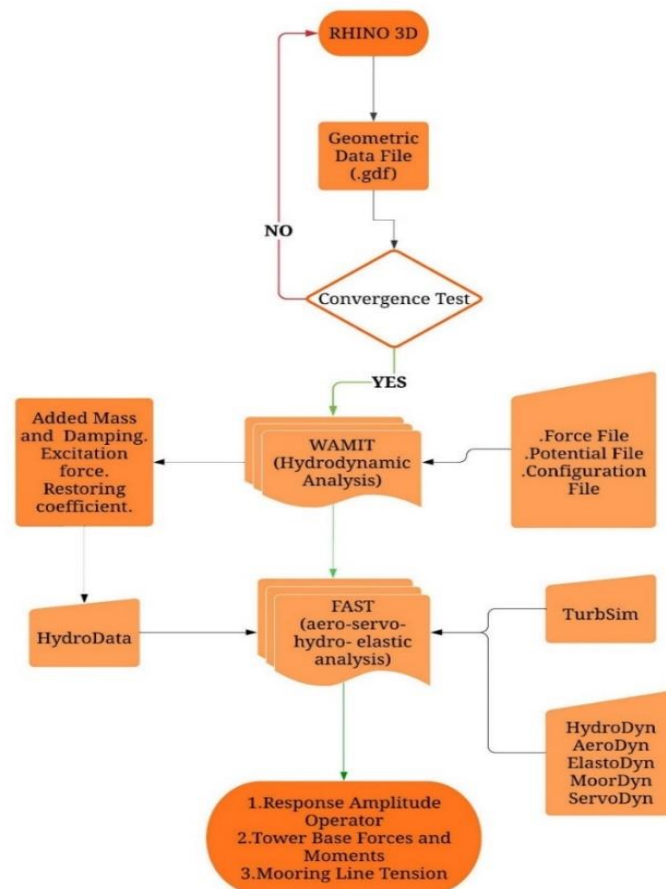 RHINO 3D
Geometric
Data File
(.gdf)
NO
Convergence Test
YES
Added Mass
and Damping.
Excitation
force.
Restoring
coefficient.
WAMIT
(Hydrodynamic
Analysis)
.Force File
.Potential File
.Configuration
File
HydroData
FAST
(aero-servo-
hydro- elastic
analysis)
TurbSim
HydroDyn
AeroDyn
ElastoDyn
MoorDyn
ServoDyn
1.Response Amplitude
Operator
2.Tower Base Forces and
Moments
3.Mooring Line Tension